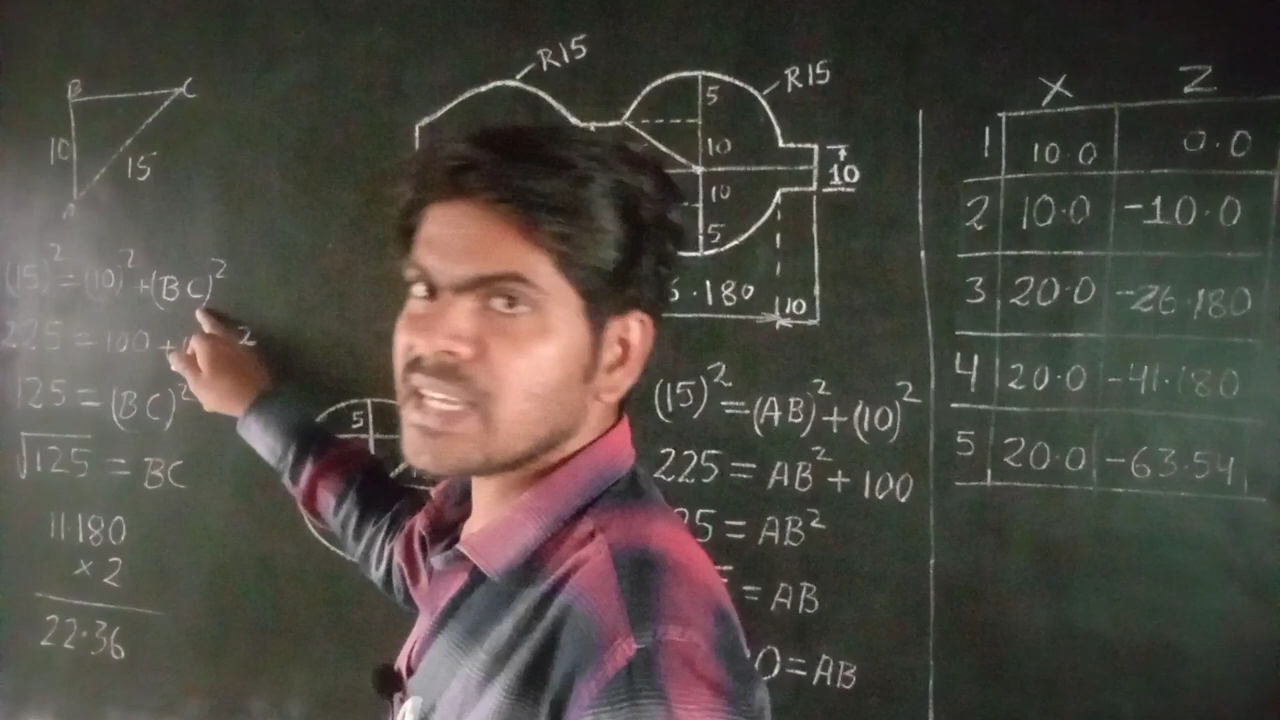 B C
10
15
A
(15)² = (10)² + (BC)²
225 = 100 + 2
125 = (BC)²
√125 = BC
11.180
×2
22.36
R15
R15
5
10
10
10
5
.180
10
5
(15)² = (AB)² + (10)²
225 = AB² + 100
25 = AB²
= AB
0 = AB
X Z
1 10.0 0.0
2 10.0 -10.0
3 20.0 -26.180
4 20.0 -41.180
5 20.0 -63.54